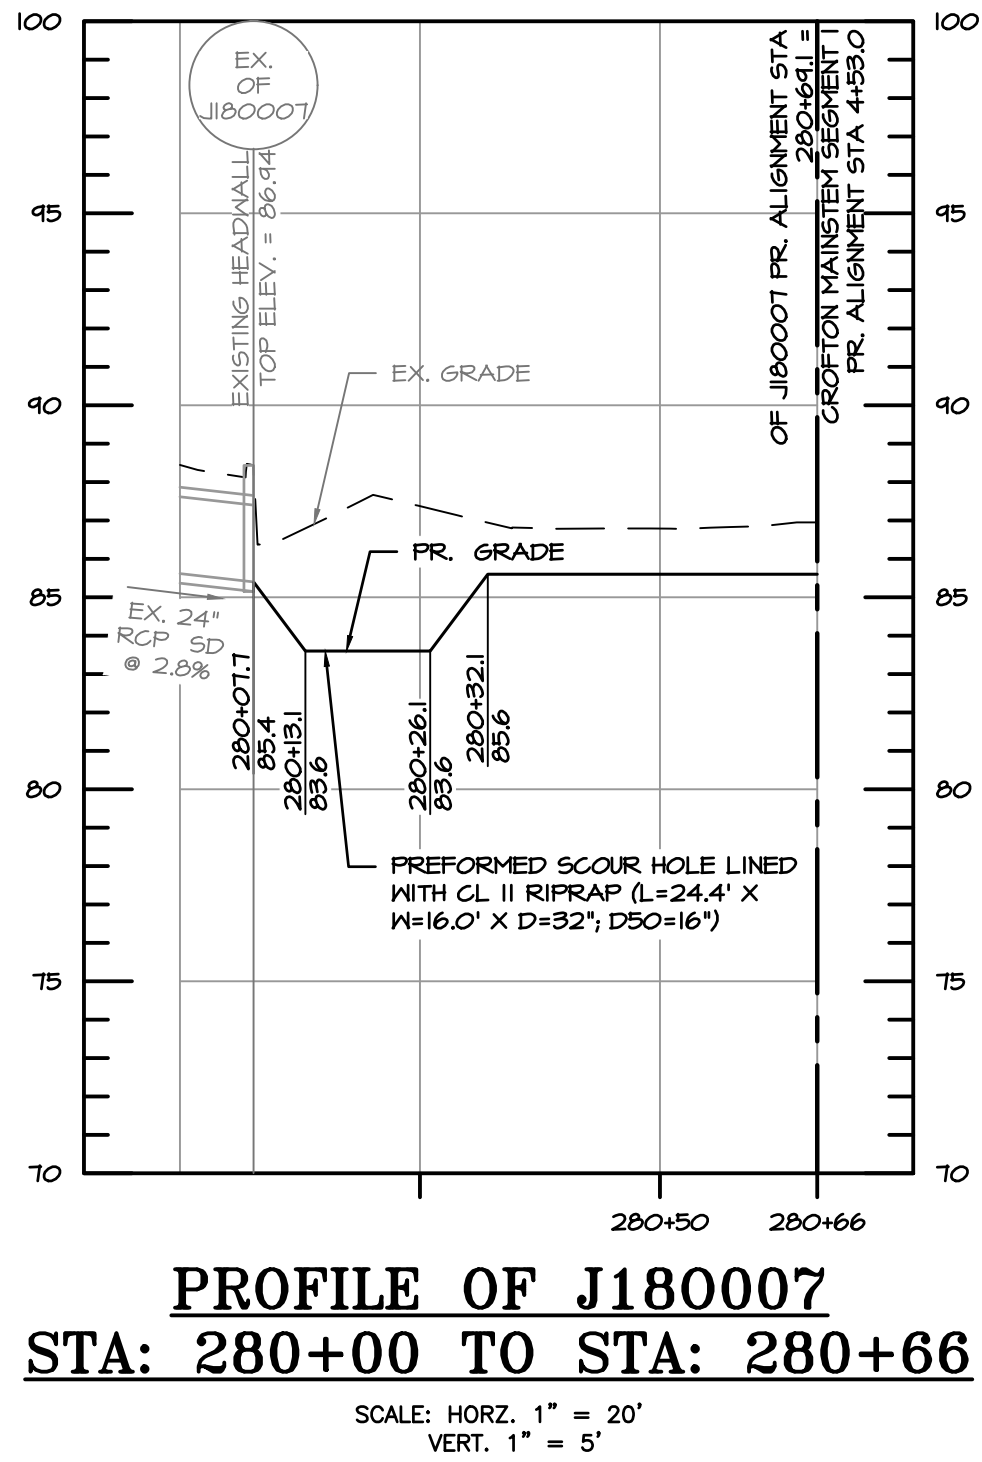 100
95
90
85
80
75
70
100
95
90
85
80
75
70
EX.
OF
J180007
EXISTING HEADWALL
TOP ELEV. = 86.94
OF J180007 PR. ALIGNMENT STA
280+69.1 =
CROFTON MAINSTEM SEGMENT 1
PR. ALIGNMENT STA 4+53.0
EX. GRADE
PR. GRADE
EX. 24"
RCP SD
@ 2.8%
280+07.7
85.4
280+13.1
83.6
280+26.1
83.6
280+32.1
85.6
PREFORMED SCOUR HOLE LINED
WITH CL II RIPRAP (L=24.4' X
W=16.0' X D=32"; D50=16")
280+50
280+66
PROFILE OF J180007
STA: 280+00 TO STA: 280+66
SCALE: HORZ. 1" = 20'
VERT. 1" = 5'